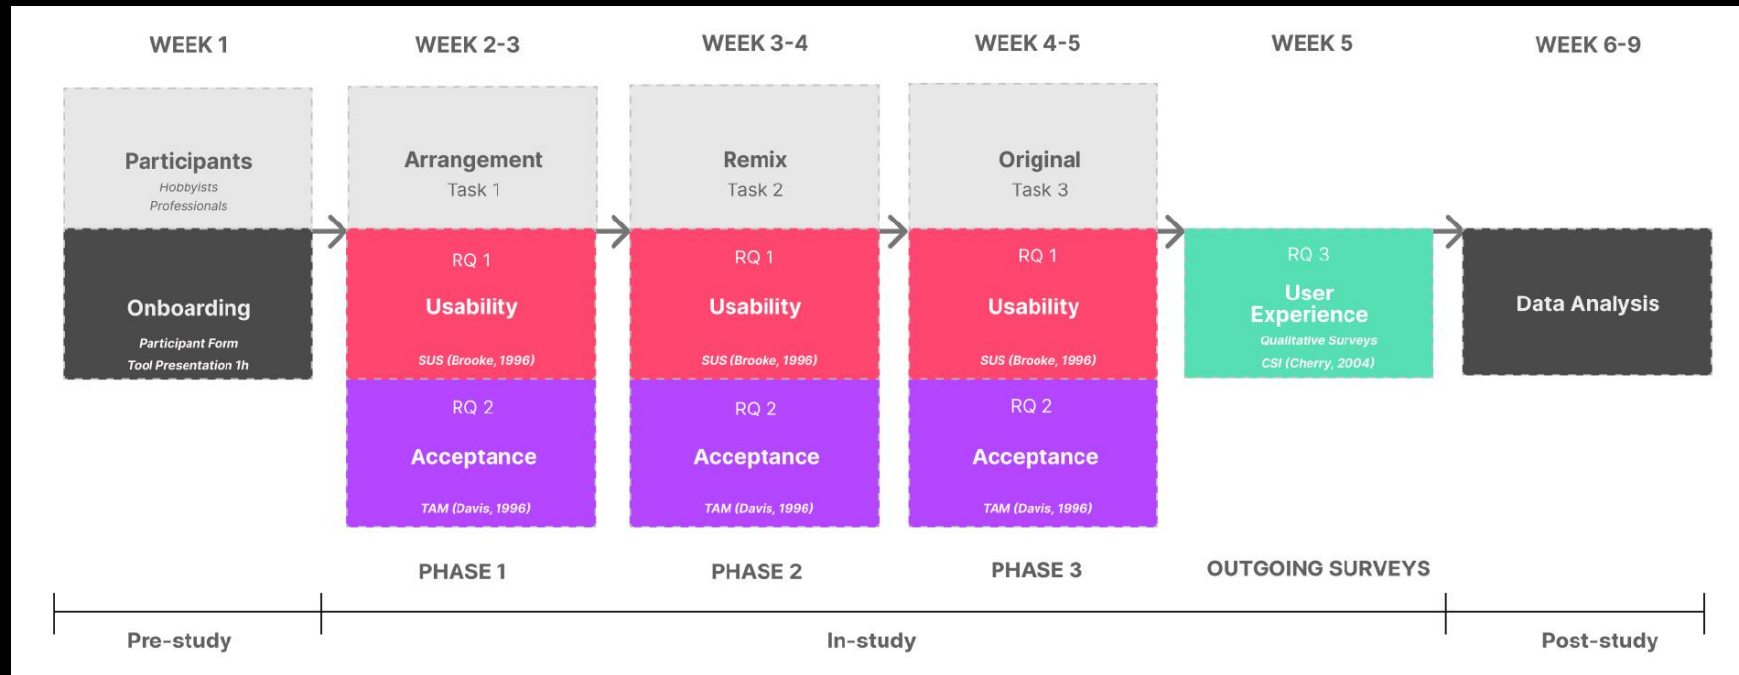 WEEK 1
WEEK 2-3
WEEK 3-4
WEEK 4-5
WEEK 5
WEEK 6-9
Participants
Hobbyists
Professionals
Onboarding
Participant Form
Tool Presentation 1h
Arrangement
Task 1
RQ 1
Usability
SUS (Brooke, 1996)
RQ 2
Acceptance
TAM (Davis, 1996)
Remix
Task 2
RQ 1
Usability
SUS (Brooke, 1996)
RQ 2
Acceptance
TAM (Davis, 1996)
Original
Task 3
RQ 1
Usability
SUS (Brooke, 1996)
RQ 2
Acceptance
TAM (Davis, 1996)
RQ 3
User
Experience
Qualitative Surveys
CSI (Cherry, 2004)
Data Analysis
PHASE 1
PHASE 2
PHASE 3
OUTGOING SURVEYS
Pre-study
In-study
Post-study